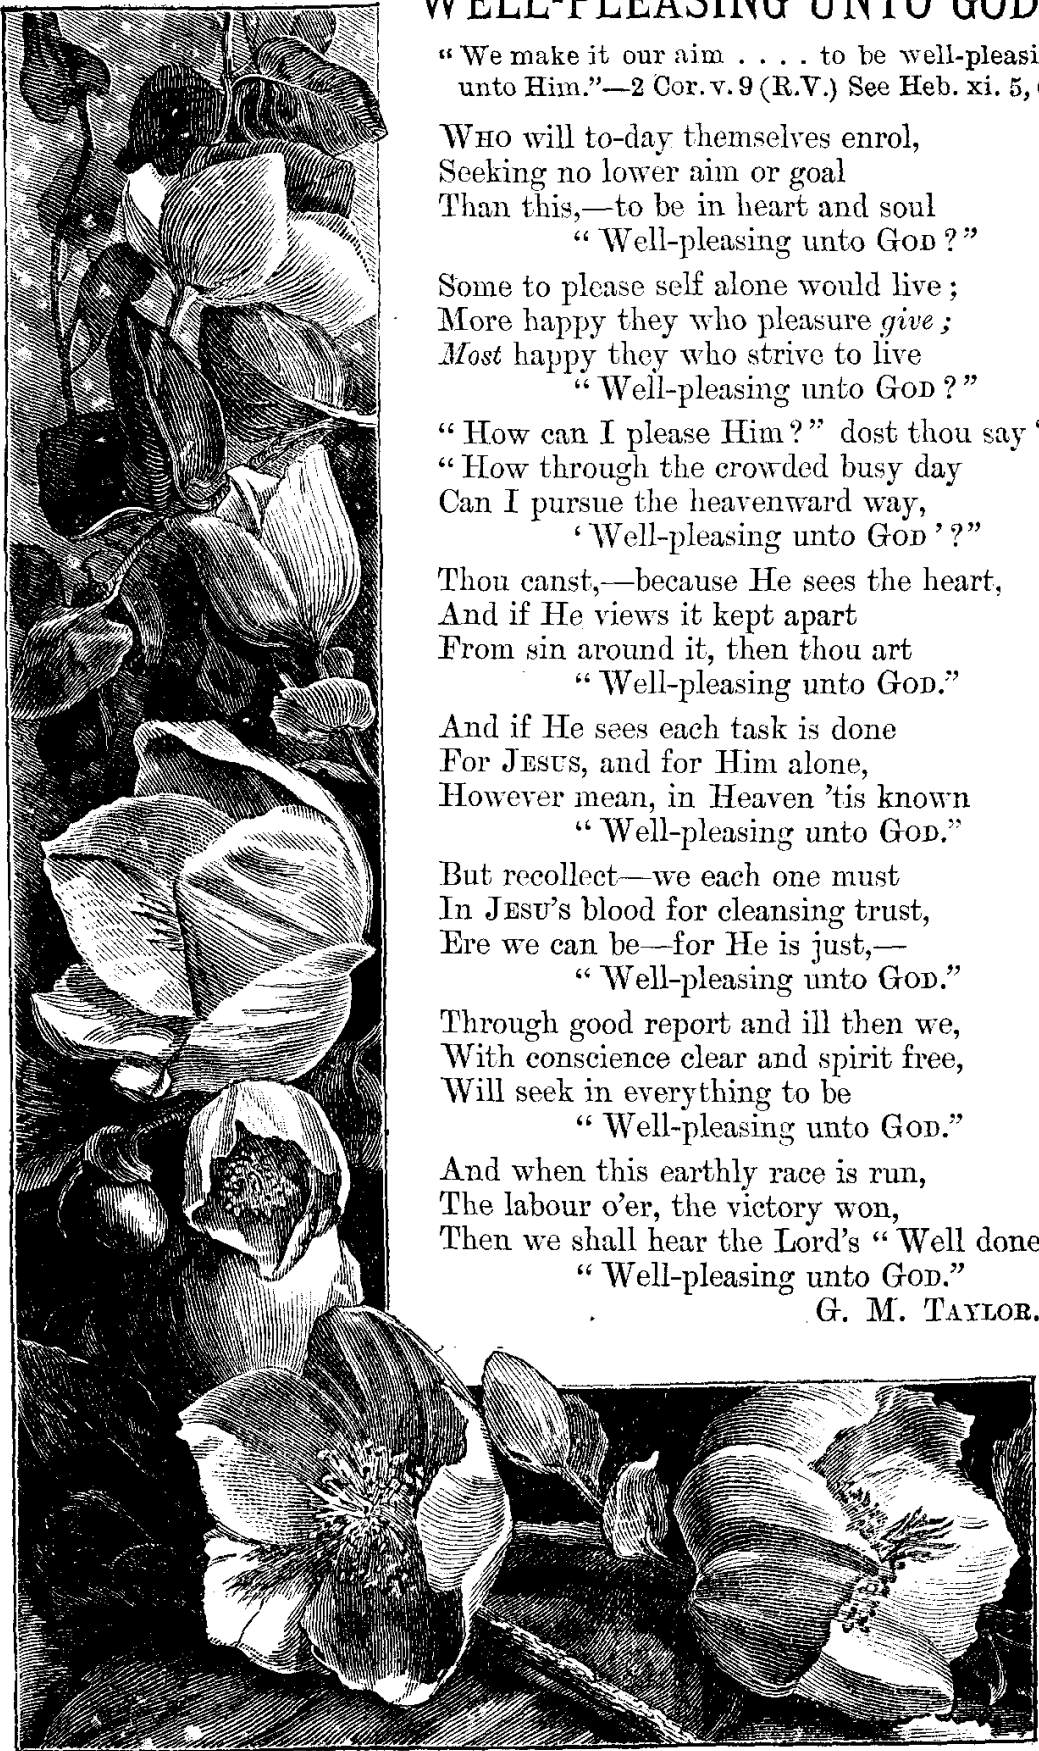 WELL-PLEASING UNTO GOD
"We make it our aim . . . . to be well-pleasi
unto Him."—2 Cor. v. 9 (R.V.) See Heb. xi. 5,
WHO will to-day themselves enrol,
Seeking no lower aim or goal
Than this,—to be in heart and soul
"Well-pleasing unto GOD?"
Some to please self alone would live;
More happy they who pleasure give;
Most happy they who strive to live
"Well-pleasing unto GOD?"
"How can I please Him?" dost thou say
"How through the crowded busy day
Can I pursue the heavenward way,
'Well-pleasing unto GOD'?"
Thou canst,—because He sees the heart,
And if He views it kept apart
From sin around it, then thou art
"Well-pleasing unto GOD."
And if He sees each task is done
For JESUS, and for Him alone,
However mean, in Heaven 'tis known
"Well-pleasing unto GOD."
But recollect—we each one must
In JESU'S blood for cleansing trust,
Ere we can be—for He is just,—
"Well-pleasing unto GOD."
Through good report and ill then we,
With conscience clear and spirit free,
Will seek in everything to be
"Well-pleasing unto GOD."
And when this earthly race is run,
The labour o'er, the victory won,
Then we shall hear the Lord's "Well done
"Well-pleasing unto GOD."
G. M. TAYLOR.